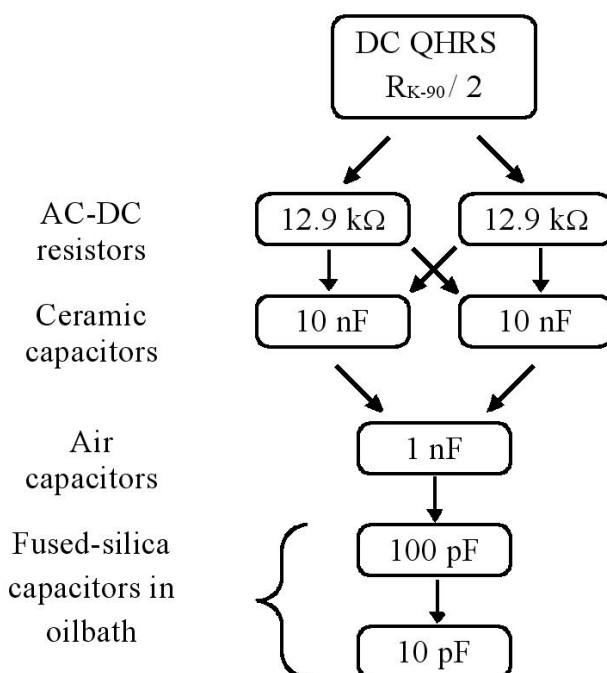 DC QHRS
RK-90 / 2
AC-DC
resistors
12.9 kΩ
12.9 kΩ
Ceramic
capacitors
10 nF
10 nF
Air
capacitors
1 nF
Fused-silica
capacitors in
oilbath
100 pF
10 pF